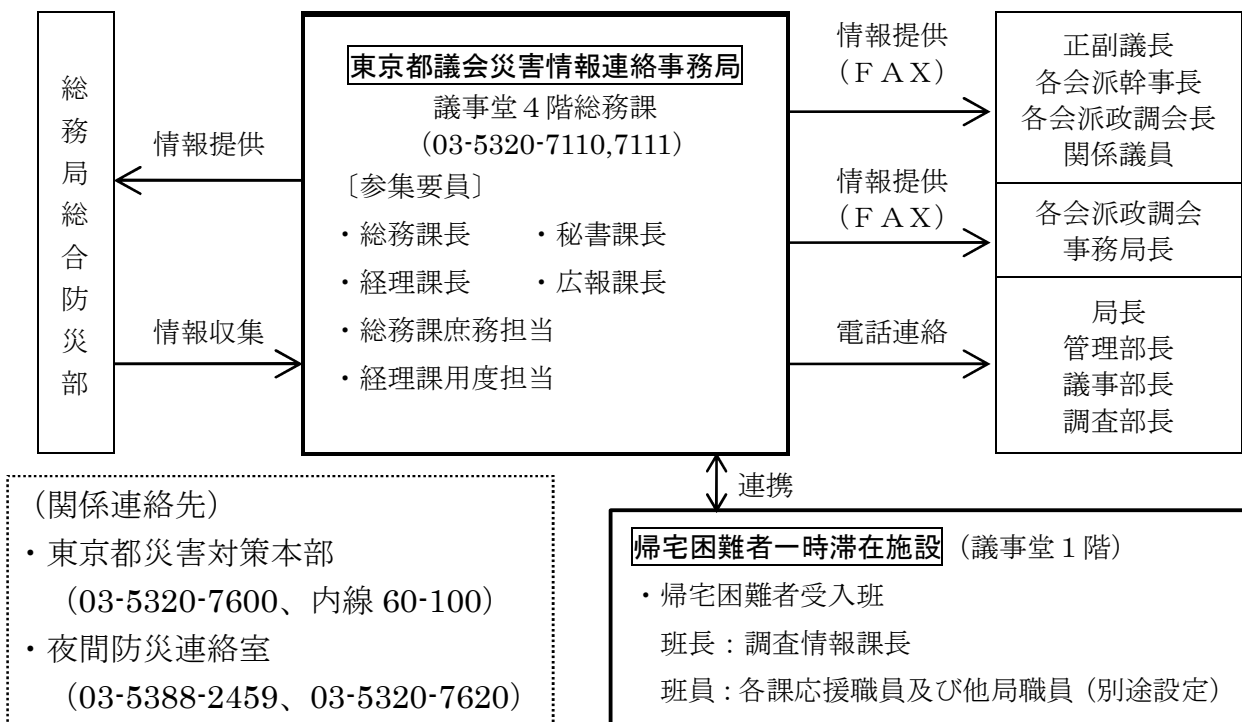 総務局総合防災部
情報提供
情報収集
東京都議会災害情報連絡事務局
議事堂４階総務課
(03-5320-7110,7111)
〔参集要員〕
・総務課長　・秘書課長
・経理課長　・広報課長
・総務課庶務担当
・経理課用度担当
情報提供
（ＦＡＸ）
情報提供
（ＦＡＸ）
電話連絡
正副議長
各会派幹事長
各会派政調会長
関係議員
各会派政調会
事務局長
局長
管理部長
議事部長
調査部長
連携
（関係連絡先）
・東京都災害対策本部
（03-5320-7600、内線 60-100）
・夜間防災連絡室
（03-5388-2459、03-5320-7620）
帰宅困難者一時滞在施設（議事堂１階）
・帰宅困難者受入班
班長：調査情報課長
班員：各課応援職員及び他局職員（別途設定）